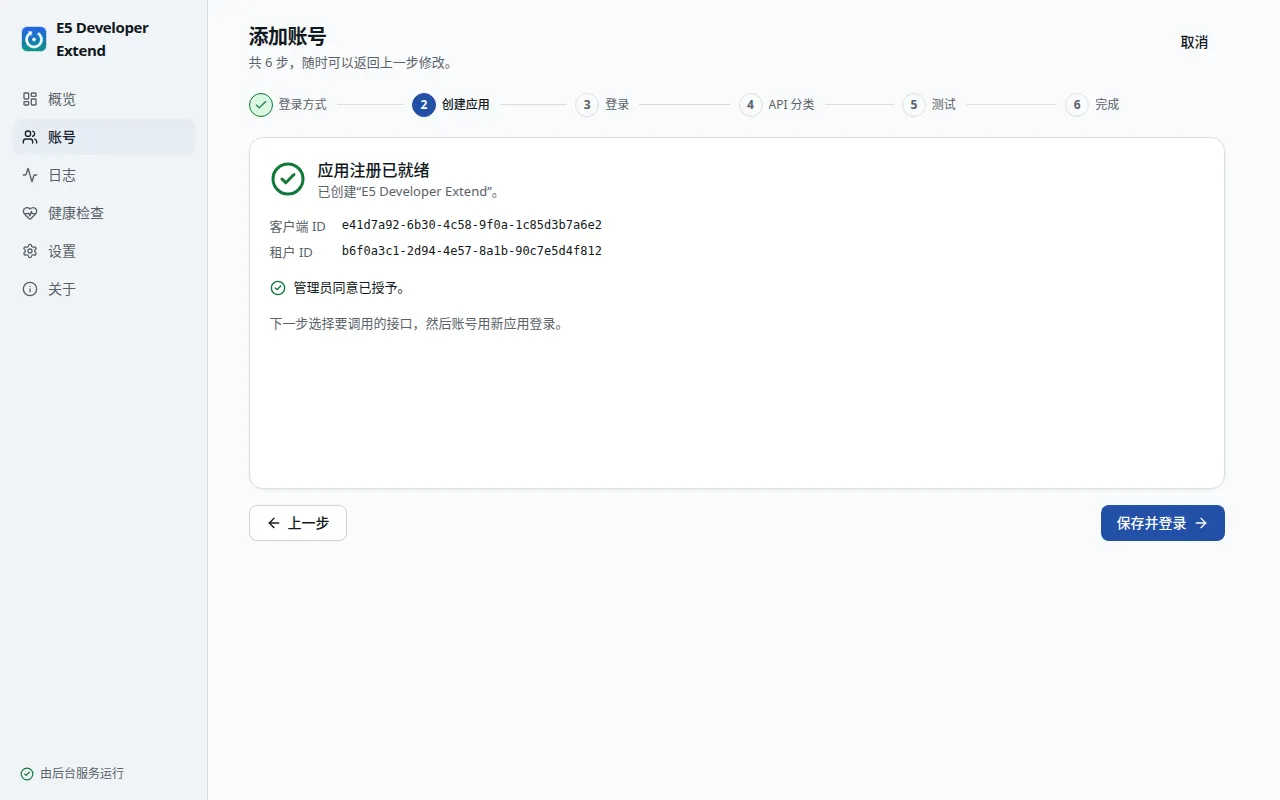 E5 Developer
Extend
概览
账号
日志
健康检查
设置
关于
由后台服务运行
添加账号
共 6 步，随时可以返回上一步修改。
取消
登录方式
2 创建应用
3 登录
4 API 分类
5 测试
6 完成
应用注册已就绪
已创建“E5 Developer Extend”。
客户端 ID e41d7a92-6b30-4c58-9f0a-1c85d3b7a6e2
租户 ID b6f0a3c1-2d94-4e57-8a1b-90c7e5d4f812
管理员同意已授予。
下一步选择要调用的接口，然后账号用新应用登录。
上一步
保存并登录